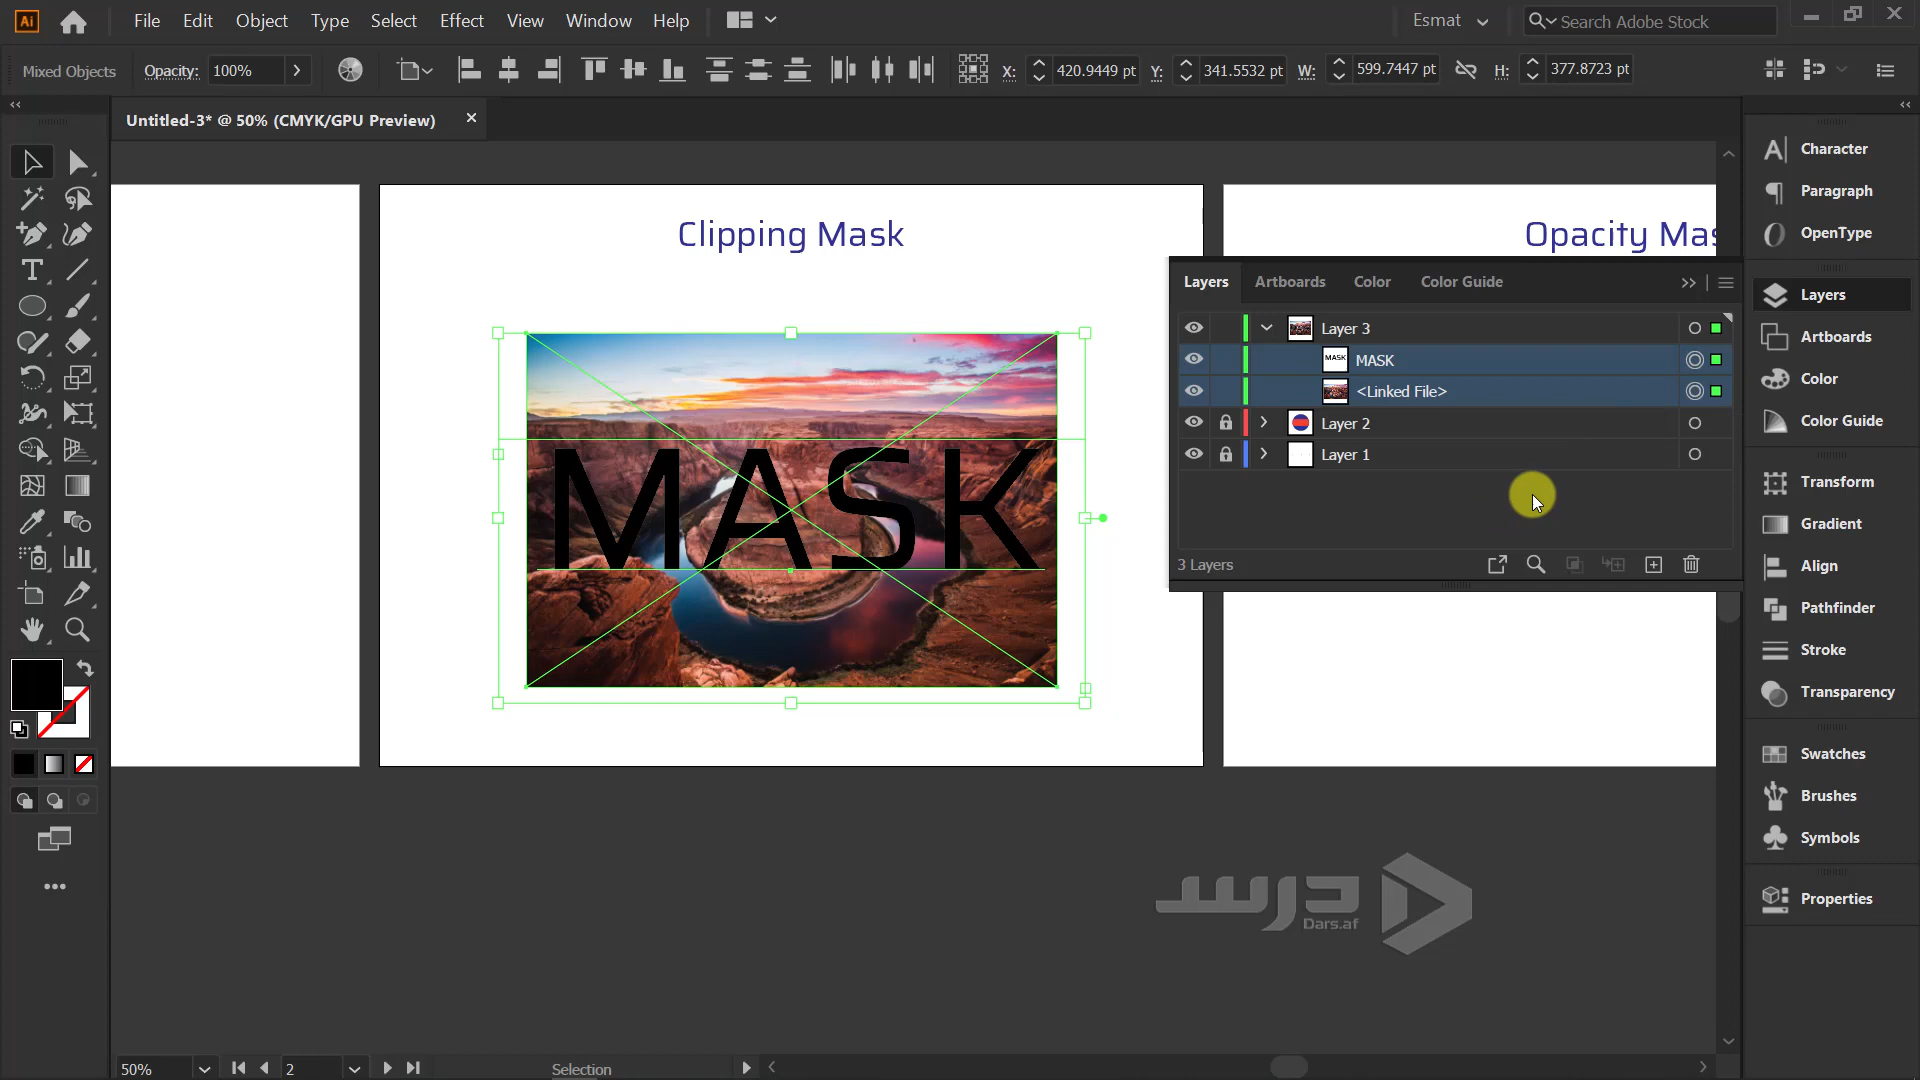 Ai File Edit Object Type Select Effect View Window Help Esmat Search Adobe Stock
Mixed Objects Opacity: 100% X: 420.9449 pt Y: 341.5532 pt W: 599.7447 pt H: 377.8723 pt
Untitled-3* @ 50% (CMYK/GPU Preview)
Clipping Mask
Opacity Mas
MASK
Layers Artboards Color Color Guide
Layer 3
MASK MASK
<Linked File>
Layer 2
Layer 1
3 Layers
Character
Paragraph
OpenType
Layers
Artboards
Color
Color Guide
Transform
Gradient
Align
Pathfinder
Stroke
Transparency
Swatches
Brushes
Symbols
Properties
درس
Dars.af
50% 2 Selection